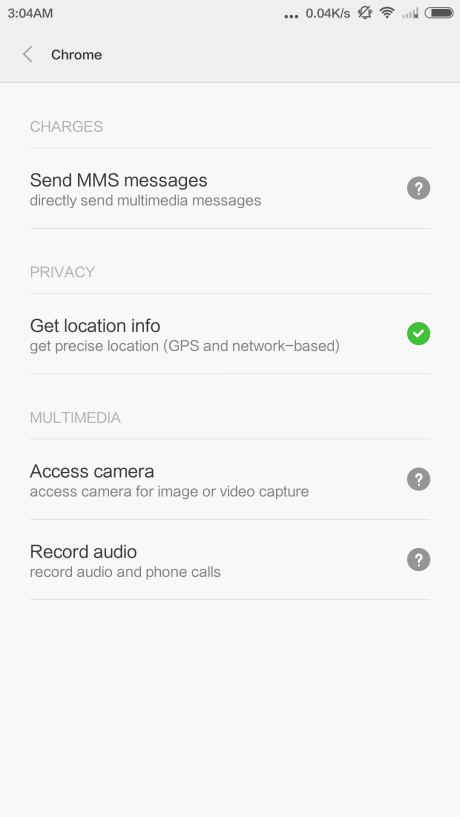 3:04AM ... 0.04K/s
Chrome
CHARGES
Send MMS messages
directly send multimedia messages
?
PRIVACY
Get location info
get precise location (GPS and network-based)
MULTIMEDIA
Access camera
access camera for image or video capture
?
Record audio
record audio and phone calls
?